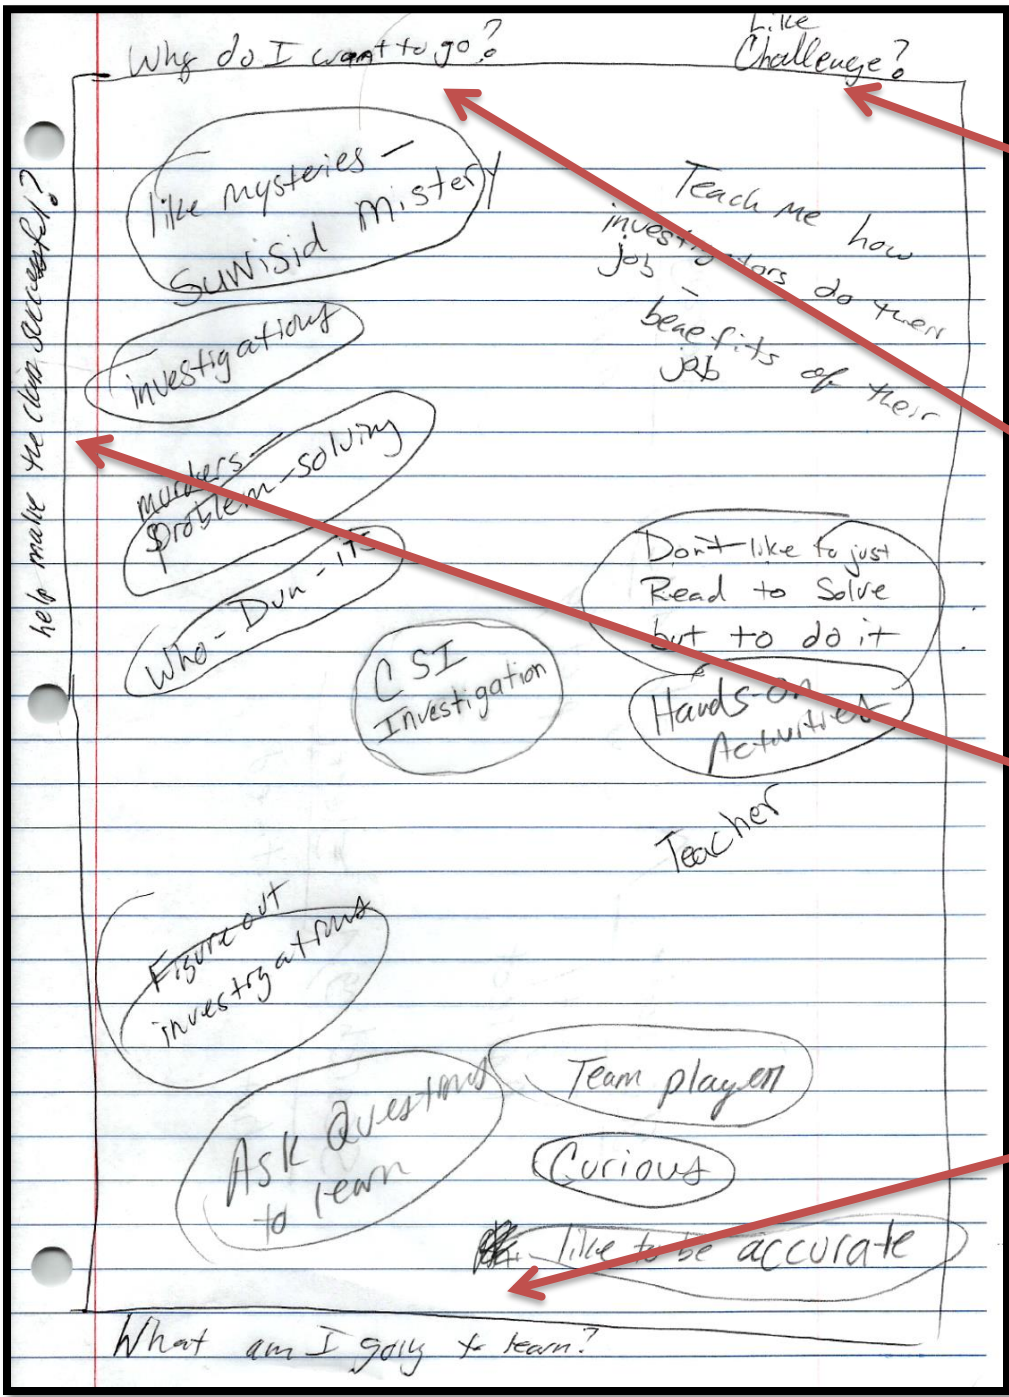 Why do I want to go?
Like
Challenge?
help make the class successful?
like mysteries -
Suwisid Mistery
Teach me how
investigators do their
job -
benefits of their
job
investigations
murders -
problem-solving
Who-Dun-its
Don't like to just
Read to Solve
but to do it
CSI
Investigation
Hands-on
Activities
Teacher
Figure out
investigations
Team player
Ask Questions
to learn
Curious
like to be accurate
What am I going to learn?